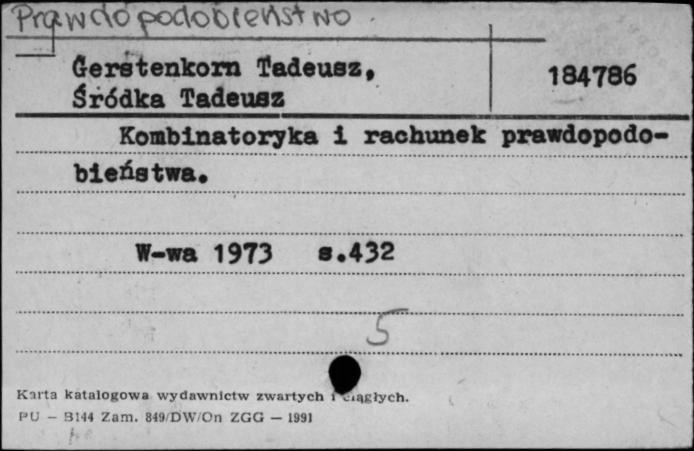 Prawdopodobieństwo
Gerstenkorn Tadeusz,
184786
Śródka Tadeusz
Kombinatoryka i rachunek prawdopodo-
bieństwa.
W-wa 1973 s.432
5
Karta katalogowa wydawnictw zwartych i ciągłych.
PU – B144 Zam. 849/DW/On ZGG – 1991